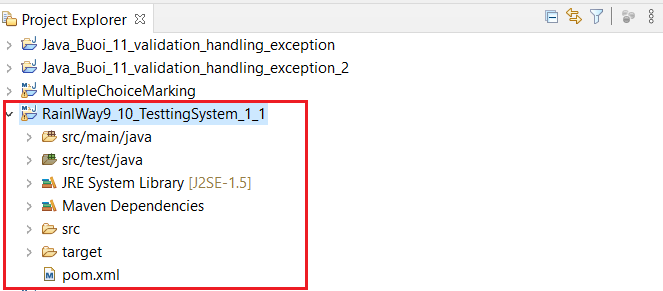 Project Explorer
Java_Buoi_11_validation_handling_exception
Java_Buoi_11_validation_handling_exception_2
MultipleChoiceMarking
RainlWay9_10_TesttingSystem_1_1
src/main/java
src/test/java
JRE System Library [J2SE-1.5]
Maven Dependencies
src
target
pom.xml